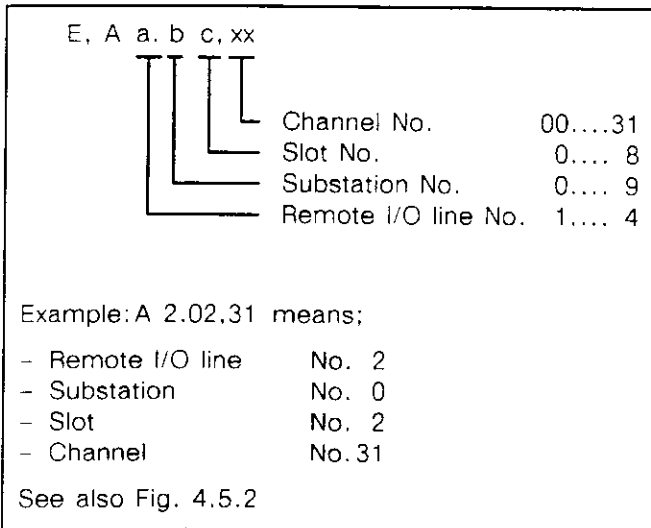 E, A a. b c, xx
Channel No. 00....31
Slot No. 0.... 8
Substation No. 0.... 9
Remote I/O line No. 1.... 4
Example: A 2.02,31 means;
- Remote I/O line No. 2
- Substation No. 0
- Slot No. 2
- Channel No. 31
See also Fig. 4.5.2